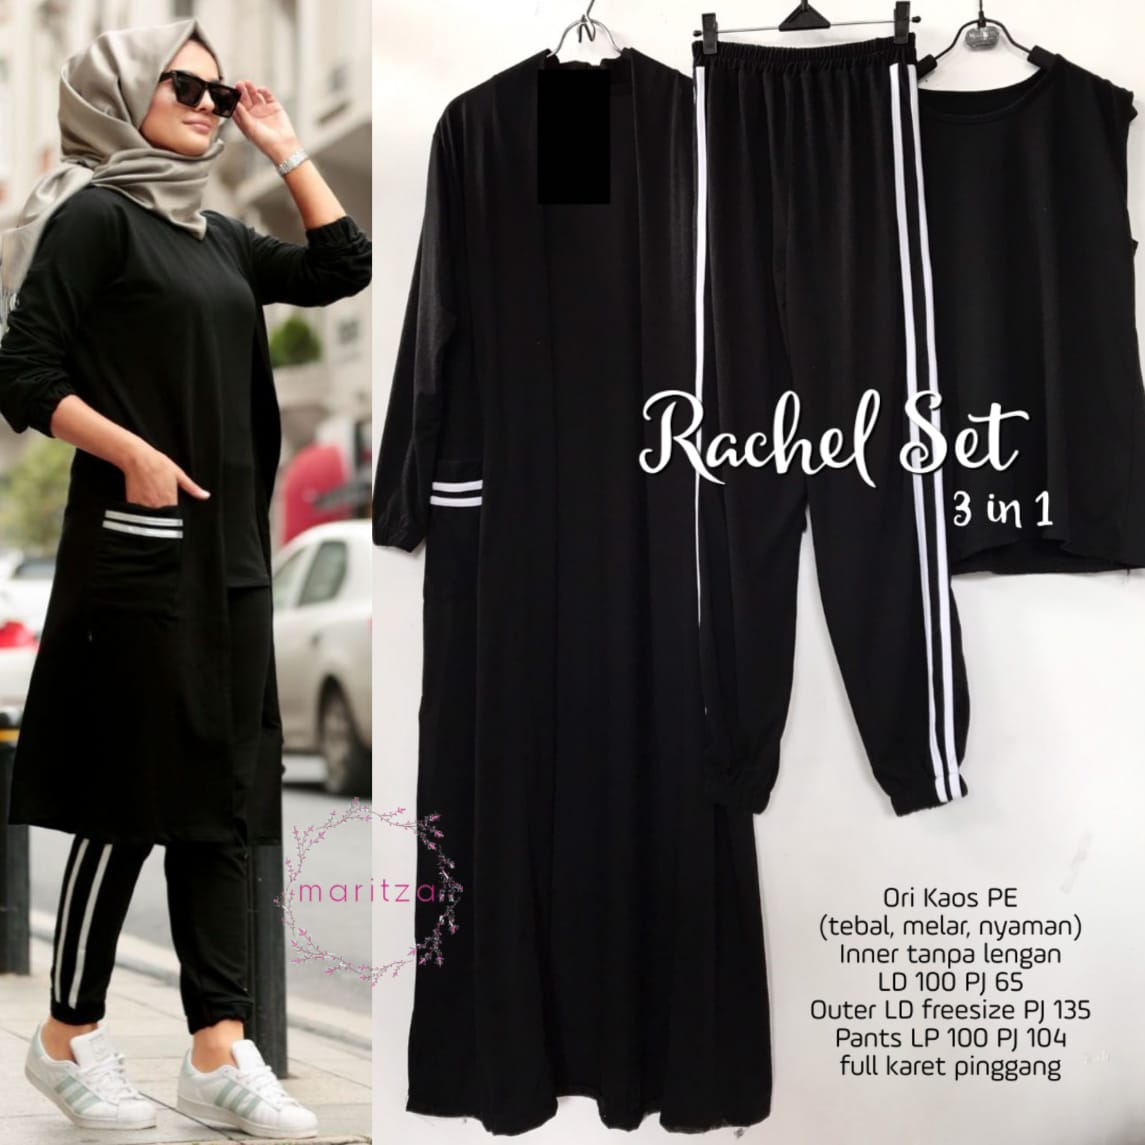 Rachel Set
3 in 1
maritza
Ori Kaos PE
(tebal, melar, nyaman)
Inner tanpa lengan
LD 100 PJ 65
Outer LD freesize PJ 135
Pants LP 100 PJ 104
full karet pinggang